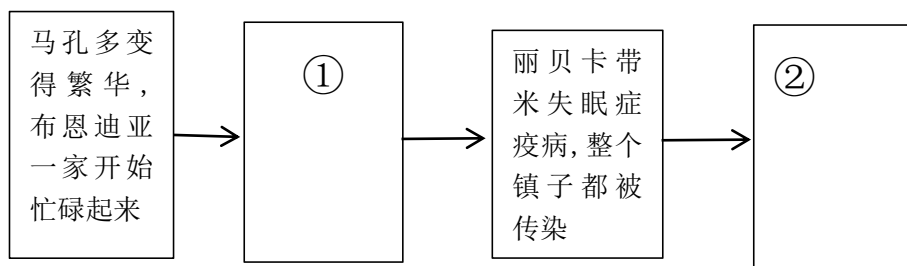 马孔多变
得繁华，
布恩迪亚
一家开始
忙碌起来
①
丽贝卡带
米失眠症
疫病,整个
镇子都被
传染
②